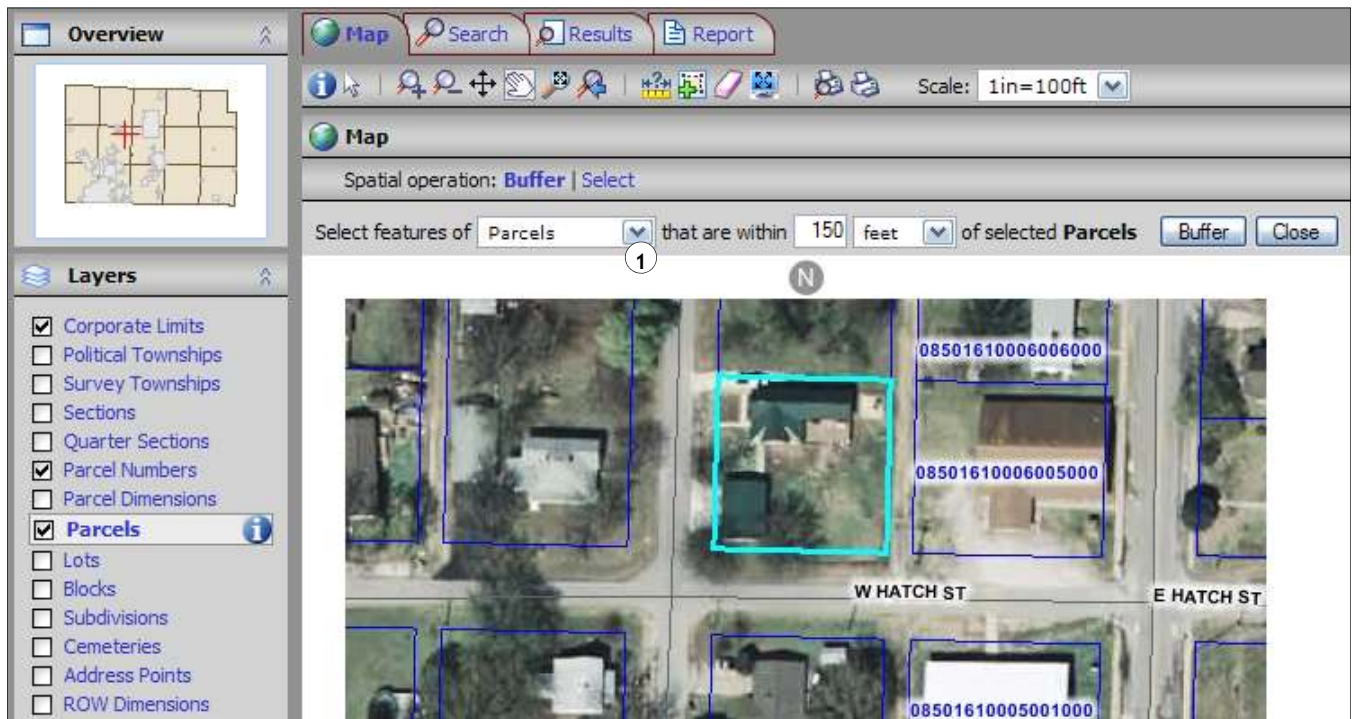 Overview
Map Search Results Report
Scale: 1in=100ft
Map
Spatial operation: Buffer | Select
Select features of Parcels that are within 150 feet of selected Parcels Buffer Close
1
N
Layers
Corporate Limits
Political Townships
Survey Townships
Sections
Quarter Sections
Parcel Numbers
Parcel Dimensions
Parcels
Lots
Blocks
Subdivisions
Cemeteries
Address Points
ROW Dimensions
08501610006006000
08501610006005000
W HATCH ST
E HATCH ST
08501610005001000